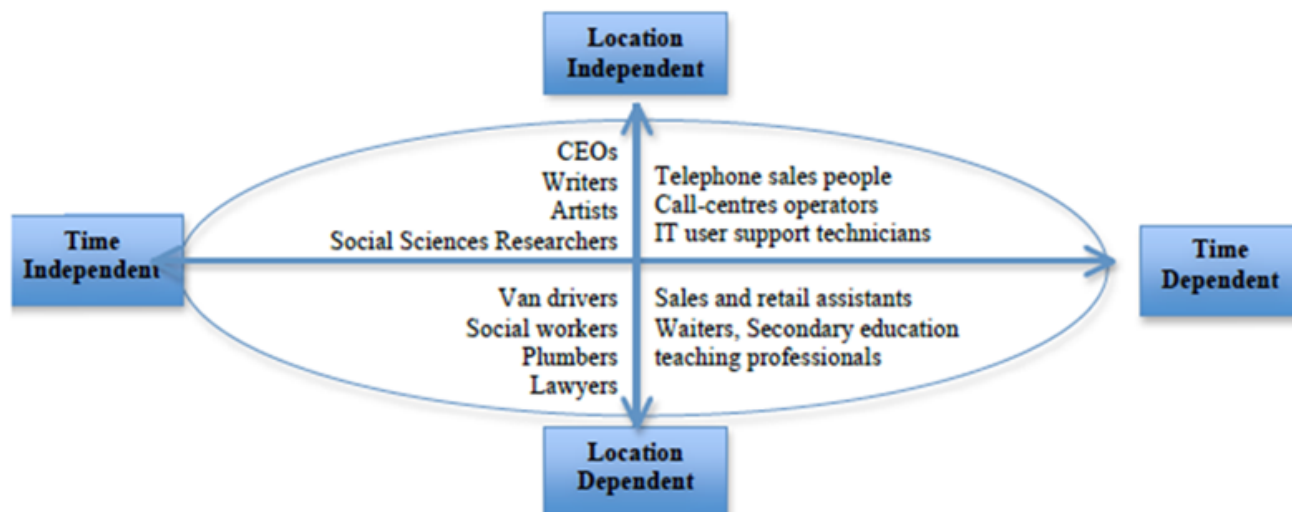 Location
Independent
CEOs
Writers
Artists
Social Sciences Researchers
Telephone sales people
Call-centres operators
IT user support technicians
Time
Independent
Time
Dependent
Van drivers
Social workers
Plumbers
Lawyers
Sales and retail assistants
Waiters, Secondary education
teaching professionals
Location
Dependent